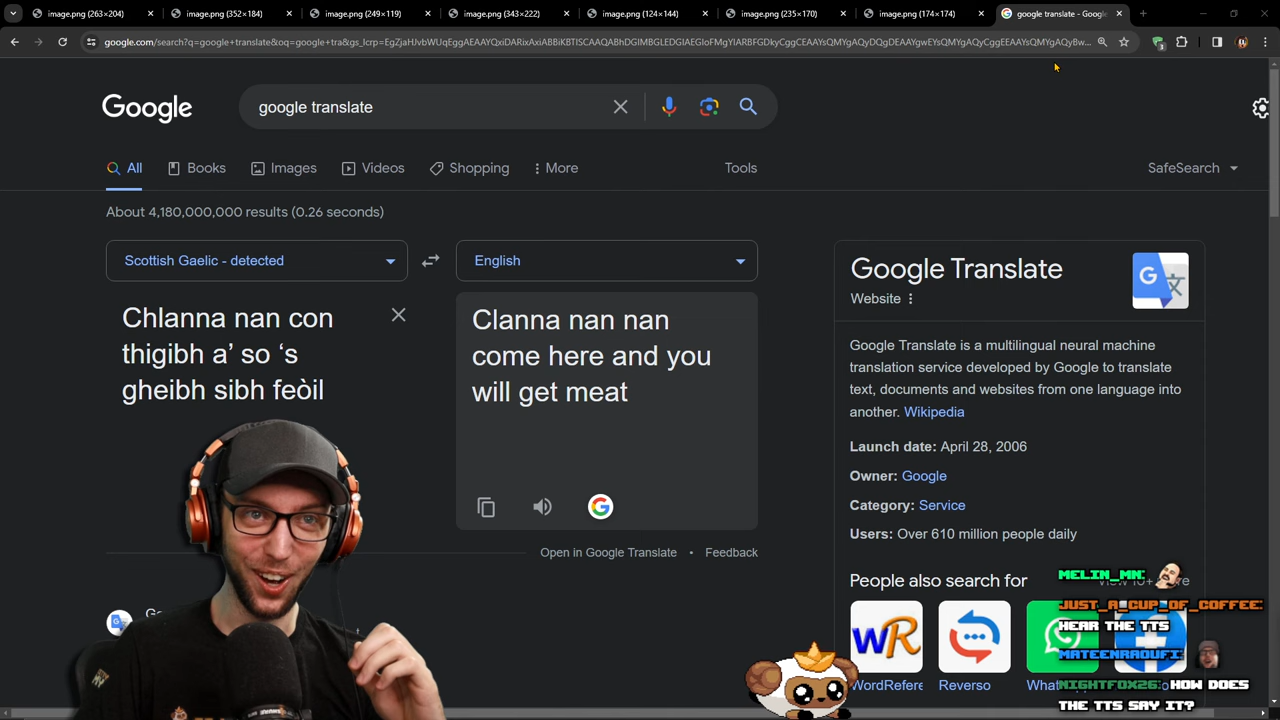 image.png (263×204)
image.png (352×184)
image.png (249×119)
image.png (343×222)
image.png (124×144)
image.png (235×170)
image.png (174×174)
google translate - Google
google.com/search?q=google+translate&oq=google+tra&gs_lcrp=EgZjaHJvbWUqEggAEAAYQxiDARixAxiABBiKBTISCAAQABhDGIMBGLEDGIAEGIoFMgYIARBFGDkyCggCEAAYsQMYgAQyDQgDEAAYgwEYsQMYgAQyCggEEAAYsQMYgAQyBw...
Google
google translate
All
Books
Images
Videos
Shopping
More
Tools
SafeSearch
About 4,180,000,000 results (0.26 seconds)
Scottish Gaelic - detected
English
Chlanna nan con
thigibh a’ so ‘s
gheibh sibh feòil
Clanna nan nan
come here and you
will get meat
Open in Google Translate • Feedback
Google Translate
Website
Google Translate is a multilingual neural machine
translation service developed by Google to translate
text, documents and websites from one language into
another. Wikipedia
Launch date: April 28, 2006
Owner: Google
Category: Service
Users: Over 610 million people daily
People also search for
View 10+ more
WordRefere
Reverso
What
MELIN_MK:
JUST_A_CUP_OF_COFFEE:
HEAR THE TTS
MATEENRAOUFI:
NIGHTFOX26: HOW DOES
THE TTS SAY IT?